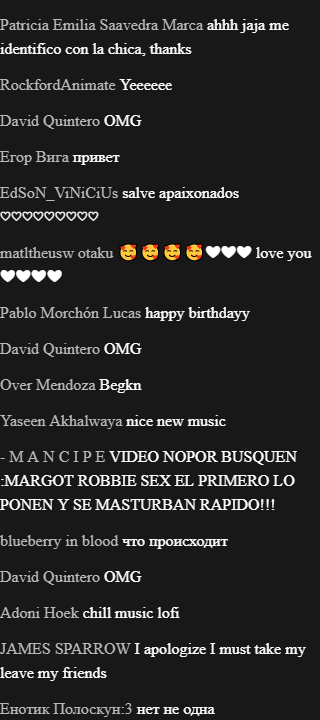 Patricia Emilia Saavedra Marca ahhh jaja me
identifico con la chica, thanks
RockfordAnimate Yeeeeee
David Quintero OMG
Егор Вига привет
EdSoN_ViNiCiUs salve apaixonados
♡♡♡♡♡♡♡♡♡
matltheusw otaku 🥰 🥰 🥰 🥰🤍🤍🤍 love you
🤍🤍🤍🤍
Pablo Morchón Lucas happy birthdayy
David Quintero OMG
Over Mendoza Begkn
Yaseen Akhalwaya nice new music
- M A N C I P E VIDEO NOPOR BUSQUEN
:MARGOT ROBBIE SEX EL PRIMERO LO
PONEN Y SE MASTURBAN RAPIDO!!!
blueberry in blood что происходит
David Quintero OMG
Adoni Hoek chill music lofi
JAMES SPARROW I apologize I must take my
leave my friends
Енотик Полоскун:3 нет не одна